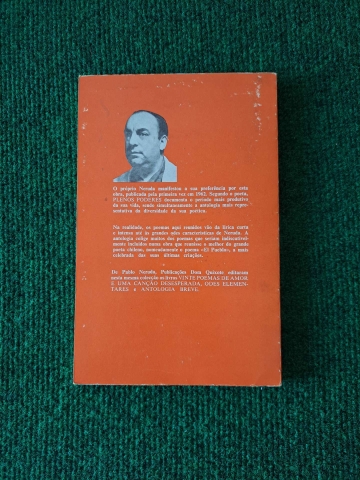 O próprio Neruda manifestou a sua preferência por esta
obra, publicada pela primeira vez em 1962. Segundo o poeta,
PLENOS PODERES documenta o período mais produtivo
da sua vida, sendo simultaneamente a antologia mais repre-
sentativa da diversidade da sua poética.
Na realidade, os poemas aqui reunidos vão da lírica curta
e intensa até às grandes odes características de Neruda. A
antologia coligе muitos dos poemas que seriam indiscutivel-
mente incluídos numa obra que reunisse o melhor do grande
poeta chileno, nomeadamente o poema «El Pueblo», a mais
celebrada das suas últimas criações.
De Pablo Neruda, Publicações Dom Quixote editaram
nesta mesma colecção os livros VINTE POEMAS DE AMOR
E UMA CANÇÃO DESESPERADA, ODES ELEMEN-
TARES e ANTOLOGIA BREVE.